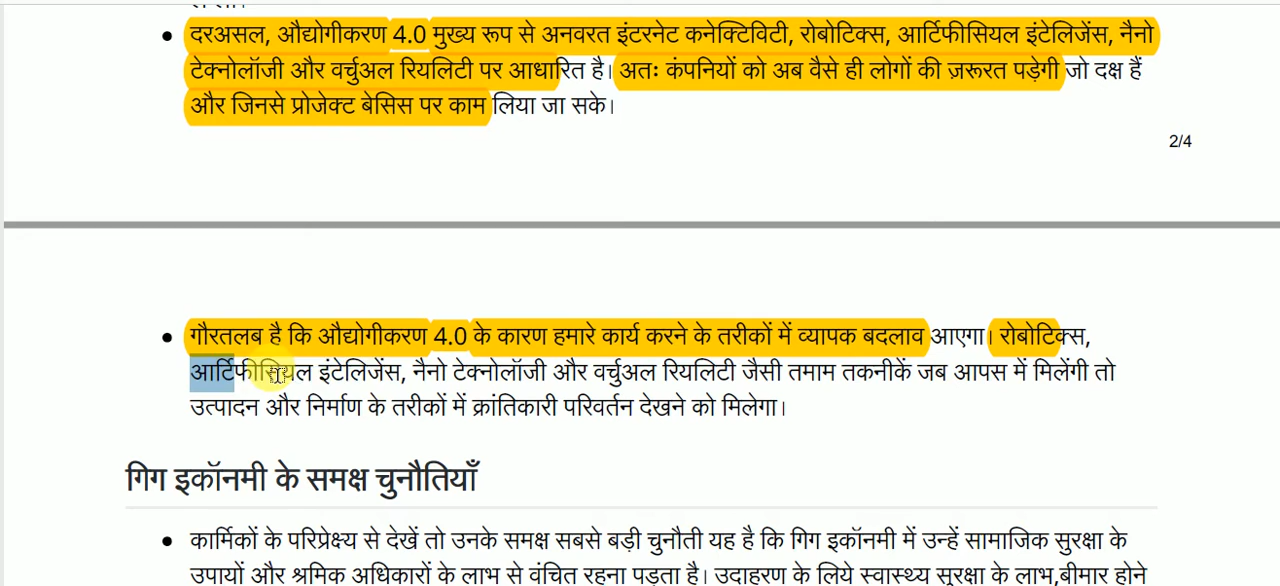 दरअसल, औद्योगीकरण 4.0 मुख्य रूप से अनवरत इंटरनेट कनेक्टिविटी, रोबोटिक्स, आर्टिफीसियल इंटेलिजेंस, नैनो
टेक्नोलॉजी और वर्चुअल रियलिटी पर आधारित है। अतः कंपनियों को अब वैसे ही लोगों की ज़रूरत पड़ेगी जो दक्ष हैं
और जिनसे प्रोजेक्ट बेसिस पर काम लिया जा सके।
2/4
गौरतलब है कि औद्योगीकरण 4.0 के कारण हमारे कार्य करने के तरीकों में व्यापक बदलाव आएगा। रोबोटिक्स,
आर्टिफीसियल इंटेलिजेंस, नैनो टेक्नोलॉजी और वर्चुअल रियलिटी जैसी तमाम तकनीकें जब आपस में मिलेंगी तो
उत्पादन और निर्माण के तरीकों में क्रांतिकारी परिवर्तन देखने को मिलेगा।
गिग इकॉनमी के समक्ष चुनौतियाँ
कार्मिकों के परिप्रेक्ष्य से देखें तो उनके समक्ष सबसे बड़ी चुनौती यह है कि गिग इकॉनमी में उन्हें सामाजिक सुरक्षा के
उपायों और श्रमिक अधिकारों के लाभ से वंचित रहना पड़ता है। उदाहरण के लिये स्वास्थ्य सुरक्षा के लाभ,बीमार होने